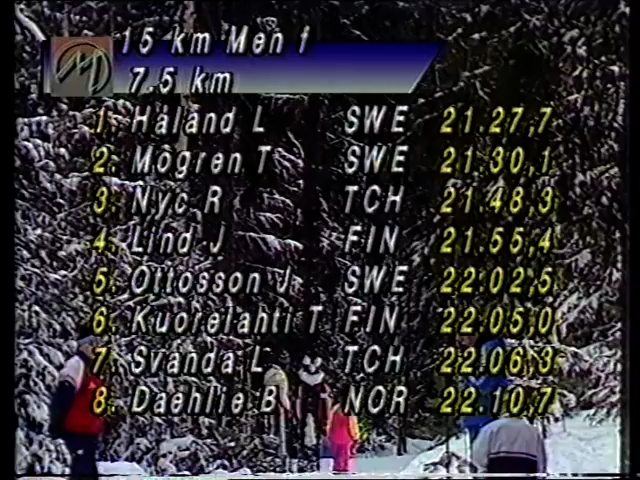 15 km Men f
7.5 km
1. Håland L SWE 21.27,7
2. Mogren T SWE 21.30,1
3. Nyc R TCH 21.48,3
4. Lind J FIN 21.55,4
5. Ottosson J SWE 22.02,5
6. Kuorelahti T FIN 22.05,0
7. Svanda L TCH 22.06,3
8. Daehlie B NOR 22.10,7